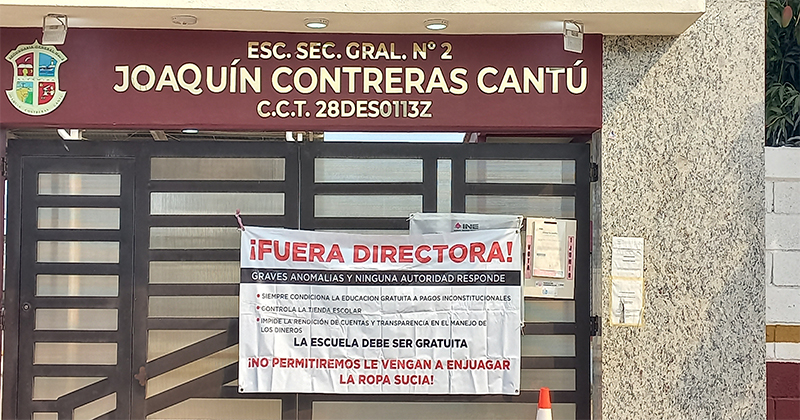 ESC. SEC. GRAL. Nº 2
JOAQUÍN CONTRERAS CANTÚ
C.C.T. 28DES0113Z
INE
¡FUERA DIRECTORA!
GRAVES ANOMALIAS Y NINGUNA AUTORIDAD RESPONDE
• SIEMPRE CONDICIONA LA EDUCACION GRATUITA A PAGOS INCONSTITUCIONALES
• CONTROLA LA TIENDA ESCOLAR
• IMPIDE LA RENDICIÓN DE CUENTAS Y TRANSPARENCIA EN EL MANEJO DE
LOS DINEROS
LA ESCUELA DEBE SER GRATUITA
¡NO PERMITIREMOS LE VENGAN A ENJUAGAR
LA ROPA SUCIA!